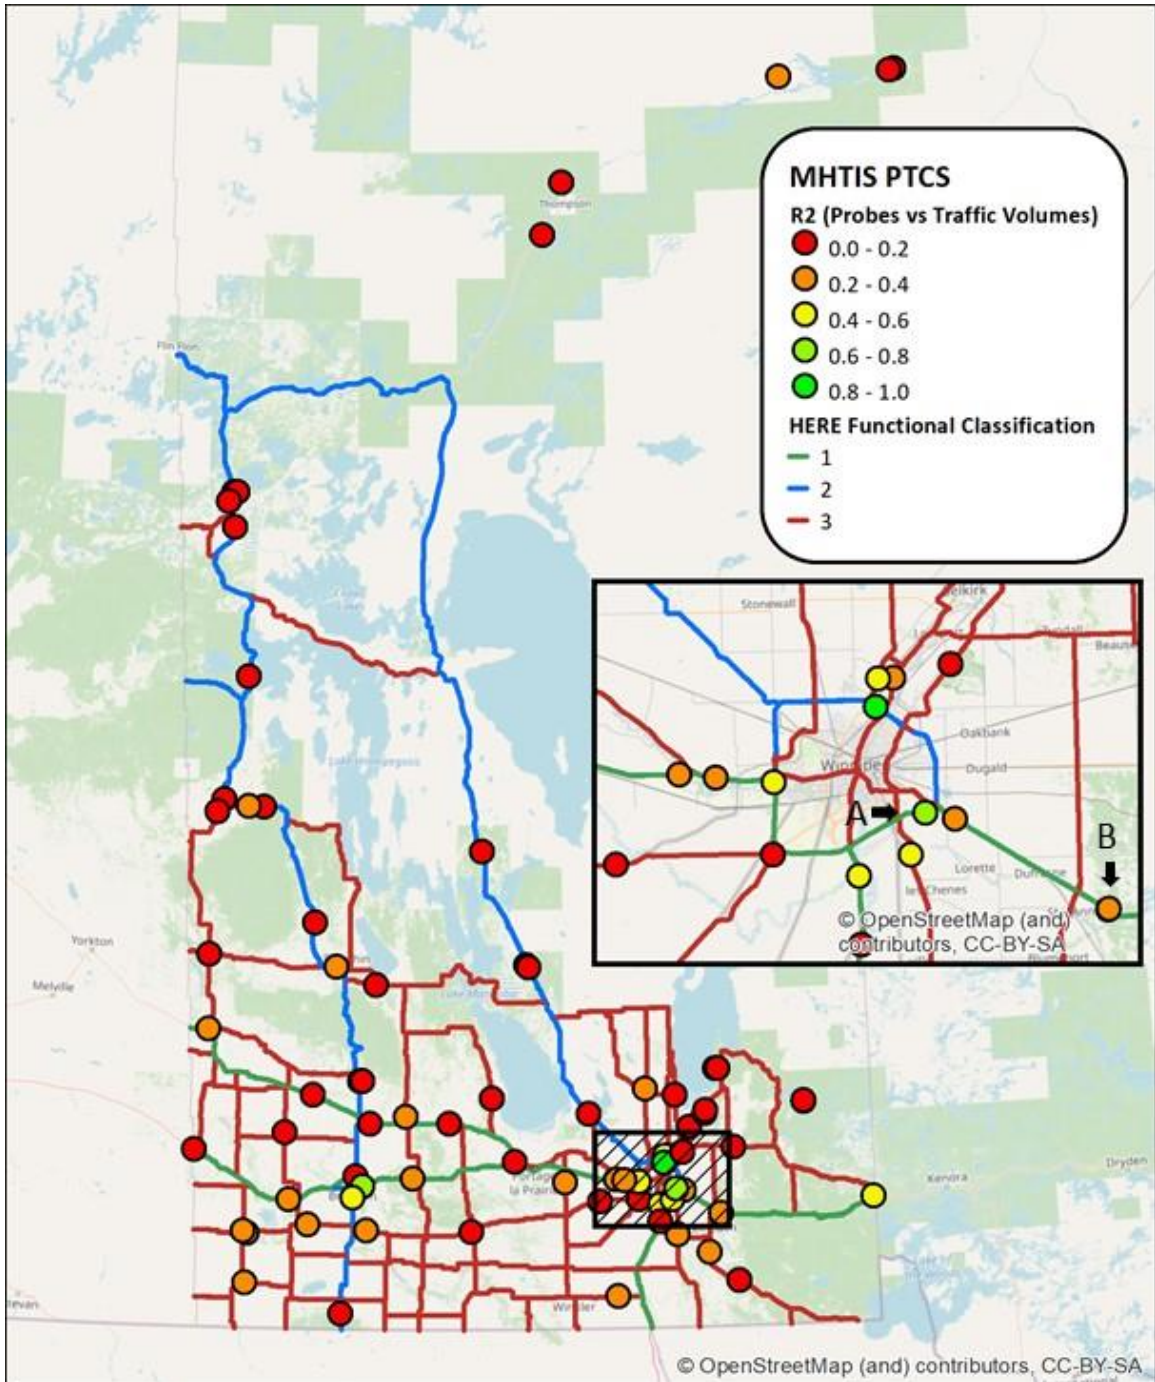 Thompson
MHTIS PTCS
R2 (Probes vs Traffic Volumes)
0.0 - 0.2
0.2 - 0.4
0.4 - 0.6
0.6 - 0.8
0.8 - 1.0
HERE Functional Classification
1
2
3
Flin Flon
Stonewall
Oakbank
Dugald
A
B
Lorette
© OpenStreetMap (and)
contributors, CC-BY-SA
Yorkton
Melville
Dryden
Kenora
Portage
la Prairie
Winkler
© OpenStreetMap (and) contributors, CC-BY-SA